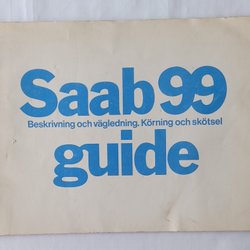 Saab 99
Beskrivning och vägledning. Körning och skötsel
guide